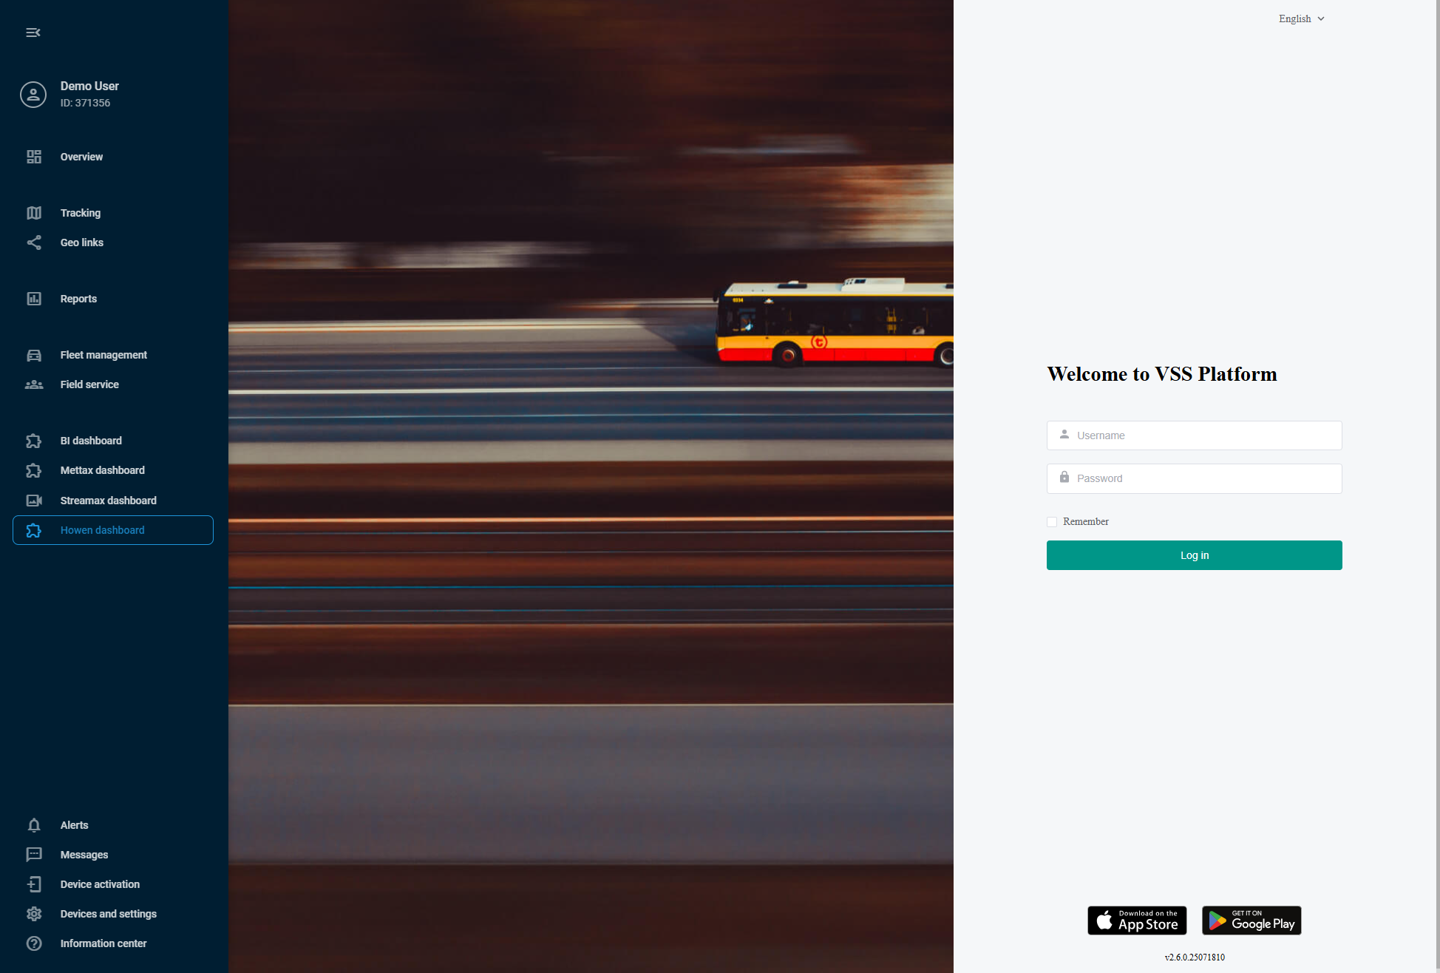 Demo User
ID: 371356
Overview
Tracking
Geo links
Reports
Fleet management
Field service
BI dashboard
Mettax dashboard
Streamax dashboard
Howen dashboard
Alerts
Messages
Device activation
Devices and settings
Information center
English
Welcome to VSS Platform
Username
Password
Remember
Log in
Download on the
App Store
GET IT ON
Google Play
v2.6.0.25071810